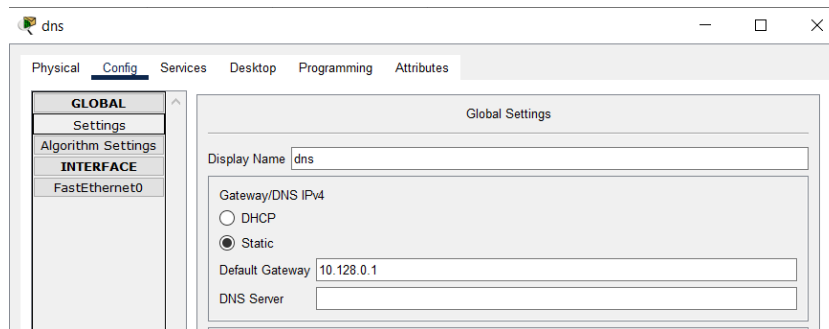 dns
Physical Config Services Desktop Programming Attributes
GLOBAL
Settings
Algorithm Settings
INTERFACE
FastEthernet0
Global Settings
Display Name dns
Gateway/DNS IPv4
DHCP
Static
Default Gateway 10.128.0.1
DNS Server